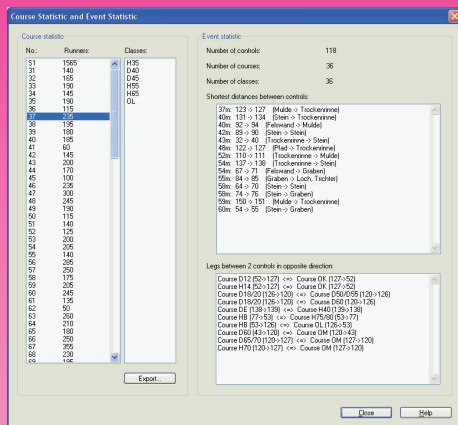 Course Statistic and Event Statistic
Course statistic
No.: Runners: Classes:
S1 1565
31 140
32 165
33 190
34 145
35 190
36 115
37 235
38 195
39 180
40 185
41 60
42 145
43 200
44 170
45 100
46 235
47 300
48 245
49 190
50 115
51 140
52 125
53 200
54 205
55 140
56 285
57 250
58 175
59 205
60 245
61 135
62 50
63 260
64 210
65 180
66 250
67 355
68 230
69 195
H35
D40
D45
H55
H65
OL
Export...
Event statistic
Number of controls: 118
Number of courses: 36
Number of classes: 36
Shortest distances between controls:
37m: 123 -> 127 (Mulde -> Trockenrinne)
40m: 131 -> 134 (Stein -> Trockenrinne)
40m: 92 -> 94 (Felswand -> Mulde)
42m: 89 -> 90 (Stein -> Stein)
43m: 32 -> 40 (Trockenrinne -> Stein)
48m: 122 -> 127 (Pfad -> Trockenrinne)
52m: 110 -> 111 (Trockenrinne -> Mulde)
54m: 137 -> 138 (Trockenrinne -> Stein)
54m: 67 -> 71 (Felswand -> Graben)
55m: 84 -> 85 (Graben -> Loch, Trichter)
58m: 64 -> 70 (Stein -> Stein)
58m: 74 -> 76 (Stein -> Graben)
59m: 150 -> 151 (Mulde -> Trockenrinne)
60m: 54 -> 55 (Stein -> Graben)
Legs between 2 controls in opposite direction:
Course D12 (52->127) <=> Course OK (127->52)
Course H14 (52->127) <=> Course OK (127->52)
Course D18/20 (126->120) <=> Course D50/D55 (120->126)
Course D18/20 (126->120) <=> Course D60 (120->126)
Course DE (138->139) <=> Course H40 (139->138)
Course HB (77->53) <=> Course H75/80 (53->77)
Course HB (53->126) <=> Course OL (126->53)
Course D60 (43->120) <=> Course OM (120->43)
Course D65/70 (120->127) <=> Course OM (127->120)
Course H70 (120->127) <=> Course OM (127->120)
Close Help